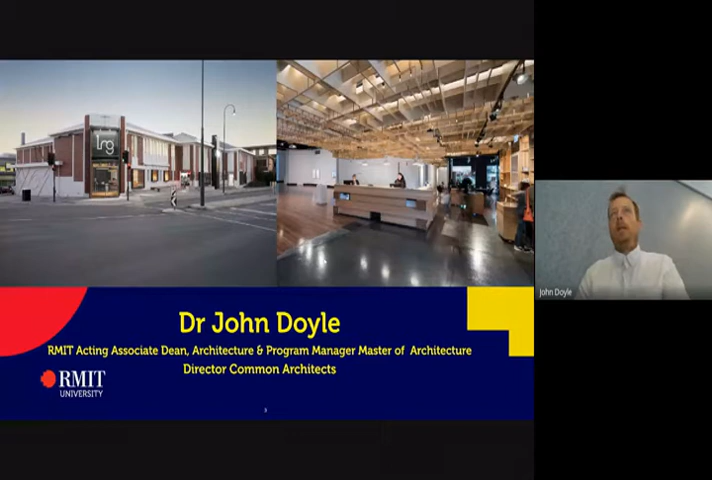 lrg
Dr John Doyle
RMIT Acting Associate Dean, Architecture & Program Manager Master of Architecture
Director Common Architects
RMIT
UNIVERSITY
John Doyle